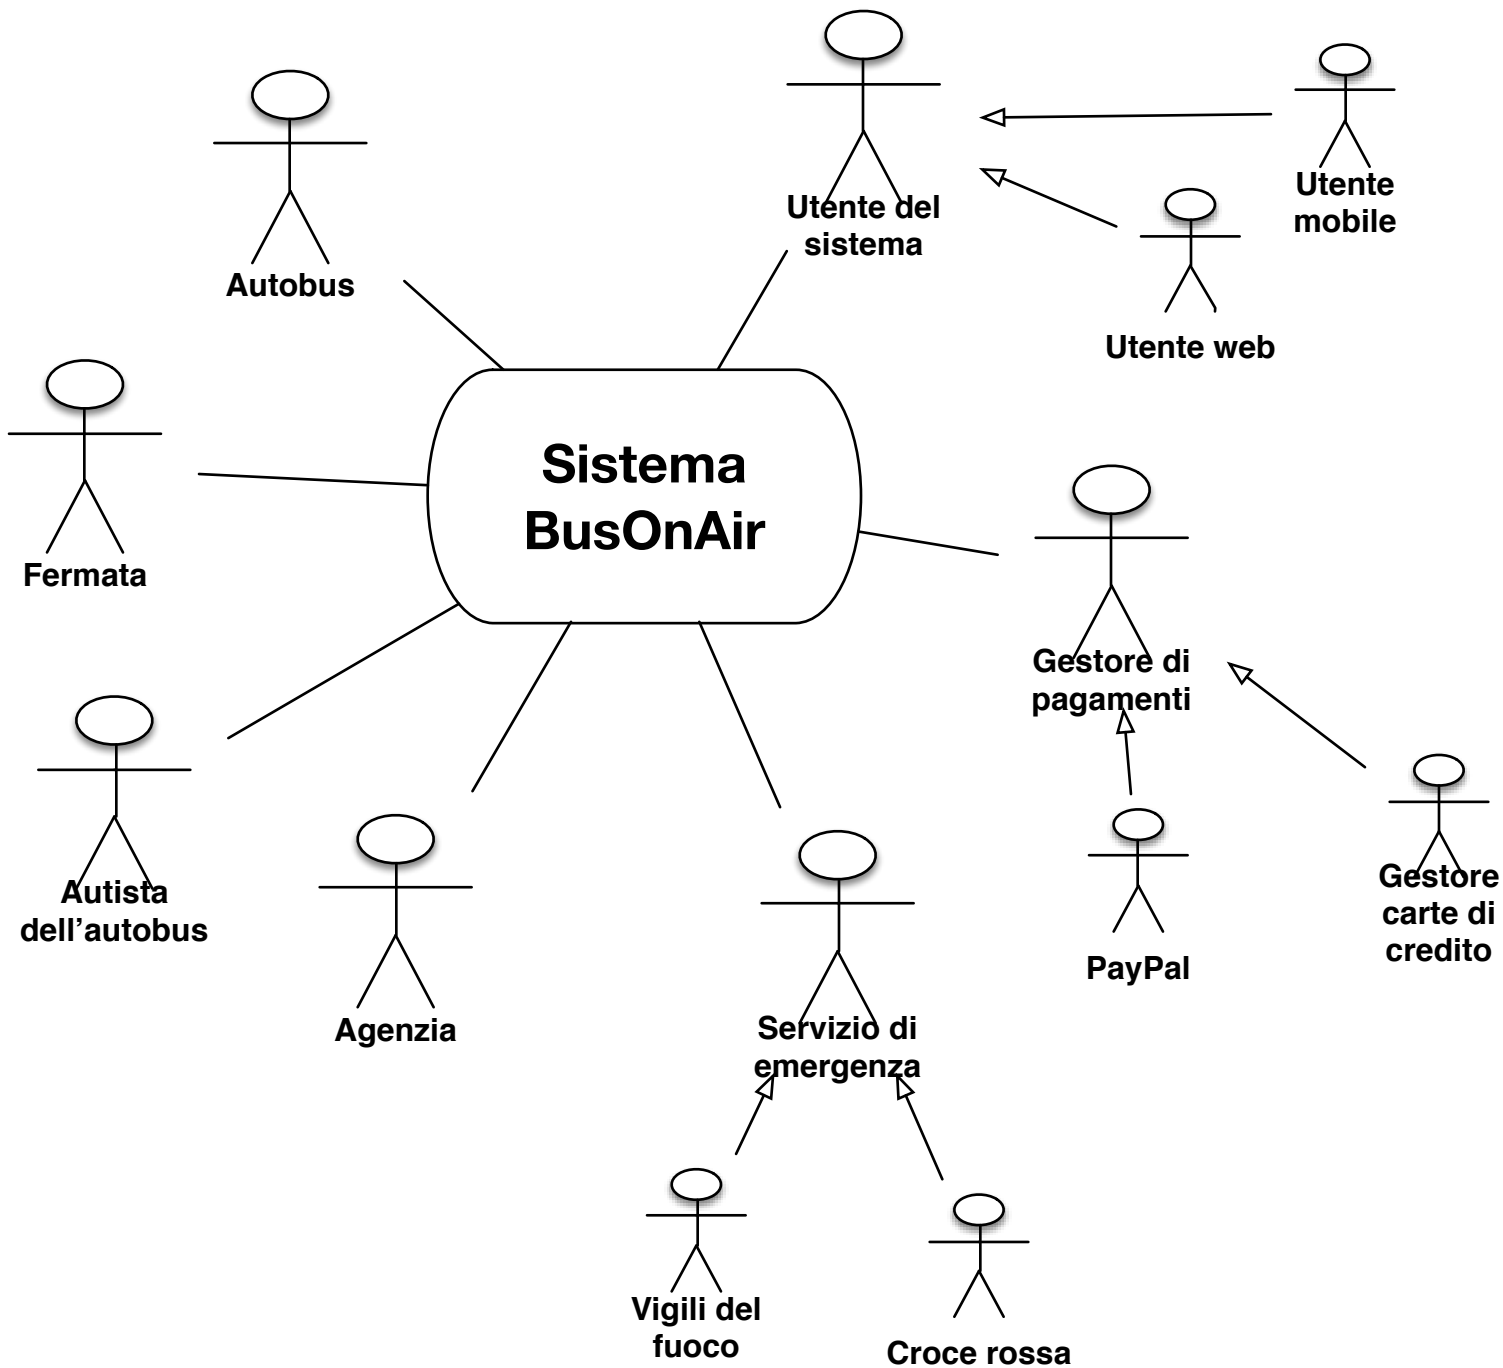 Utente del
sistema
Utente
mobile
Autobus
Utente web
Sistema
BusOnAir
Fermata
Gestore di
pagamenti
Autista
dell’autobus
Agenzia
Servizio di
emergenza
PayPal
Gestore
carte di
credito
Vigili del
fuoco
Croce rossa